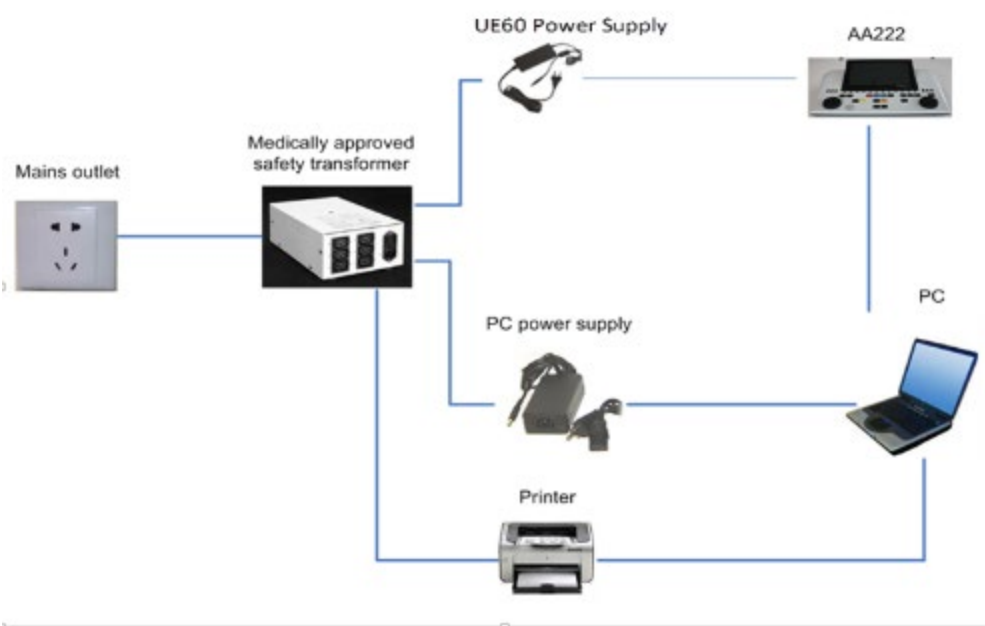 UE60 Power Supply
AA222
Medically approved
safety transformer
Mains outlet
PC
PC power supply
Printer